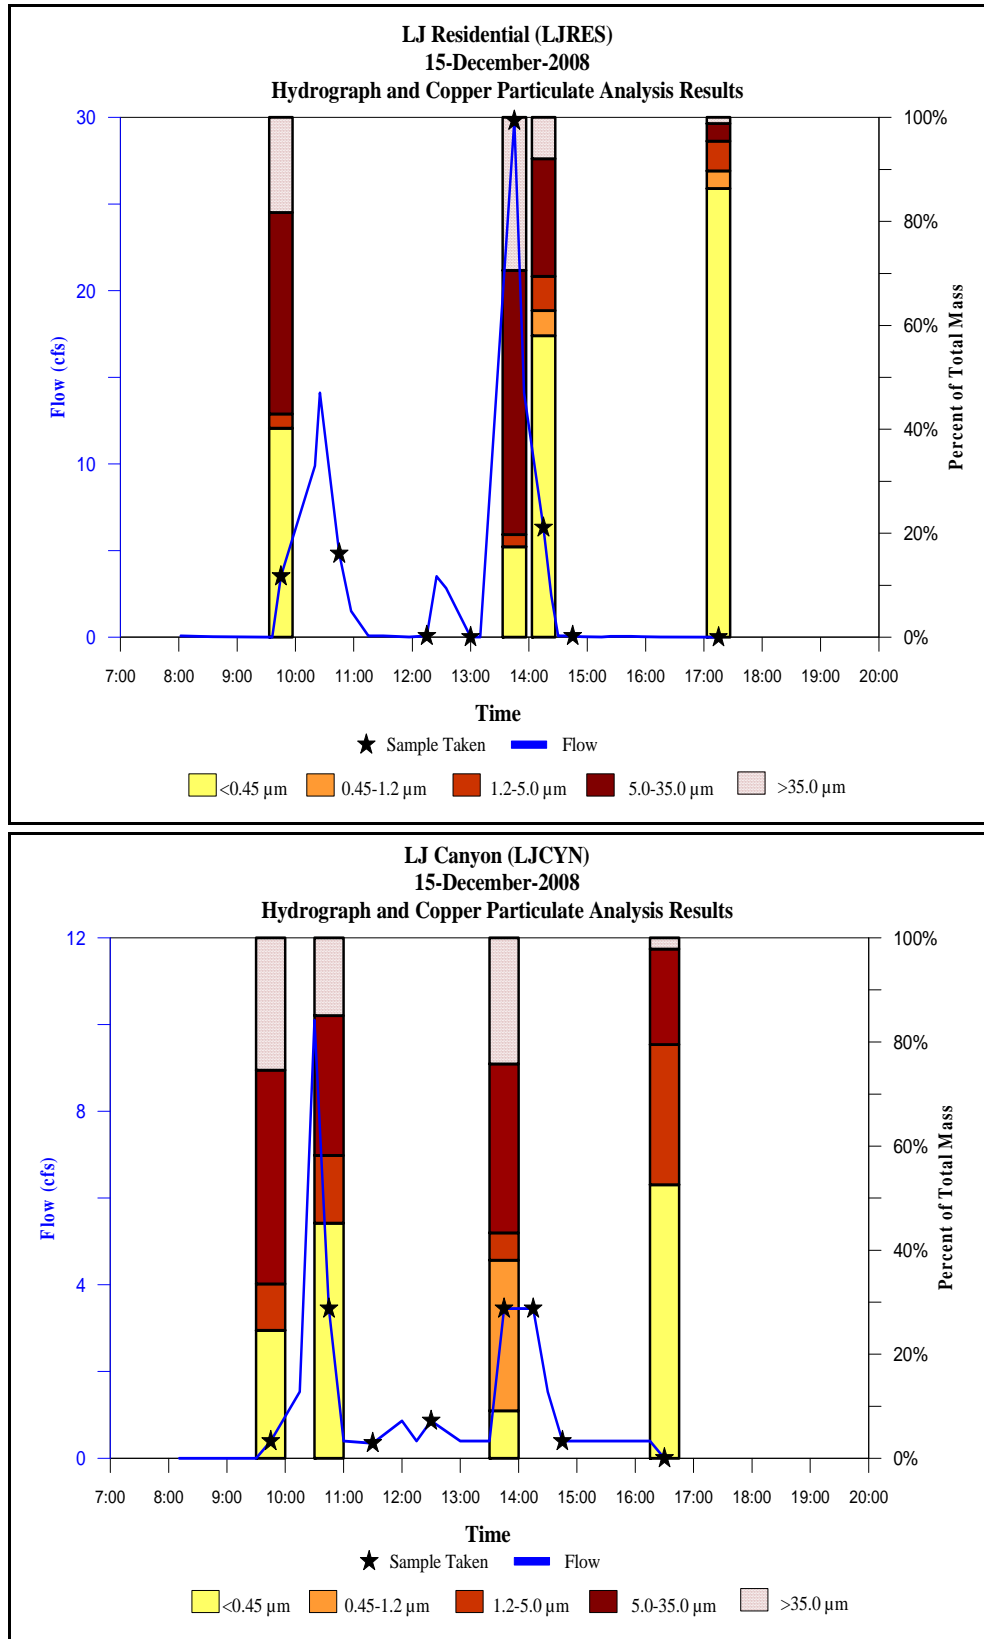 LJ Residential (LJRES)
15-December-2008
Hydrograph and Copper Particulate Analysis Results
30
20
10
0
Flow (cfs)
100%
80%
60%
40%
20%
0%
Percent of Total Mass
7:00 8:00 9:00 10:00 11:00 12:00 13:00 14:00 15:00 16:00 17:00 18:00 19:00 20:00
Time
Sample Taken Flow
<0.45 µm 0.45-1.2 µm 1.2-5.0 µm 5.0-35.0 µm >35.0 µm
LJ Canyon (LJCYN)
15-December-2008
Hydrograph and Copper Particulate Analysis Results
12
8
4
0
Flow (cfs)
100%
80%
60%
40%
20%
0%
Percent of Total Mass
7:00 8:00 9:00 10:00 11:00 12:00 13:00 14:00 15:00 16:00 17:00 18:00 19:00 20:00
Time
Sample Taken Flow
<0.45 µm 0.45-1.2 µm 1.2-5.0 µm 5.0-35.0 µm >35.0 µm